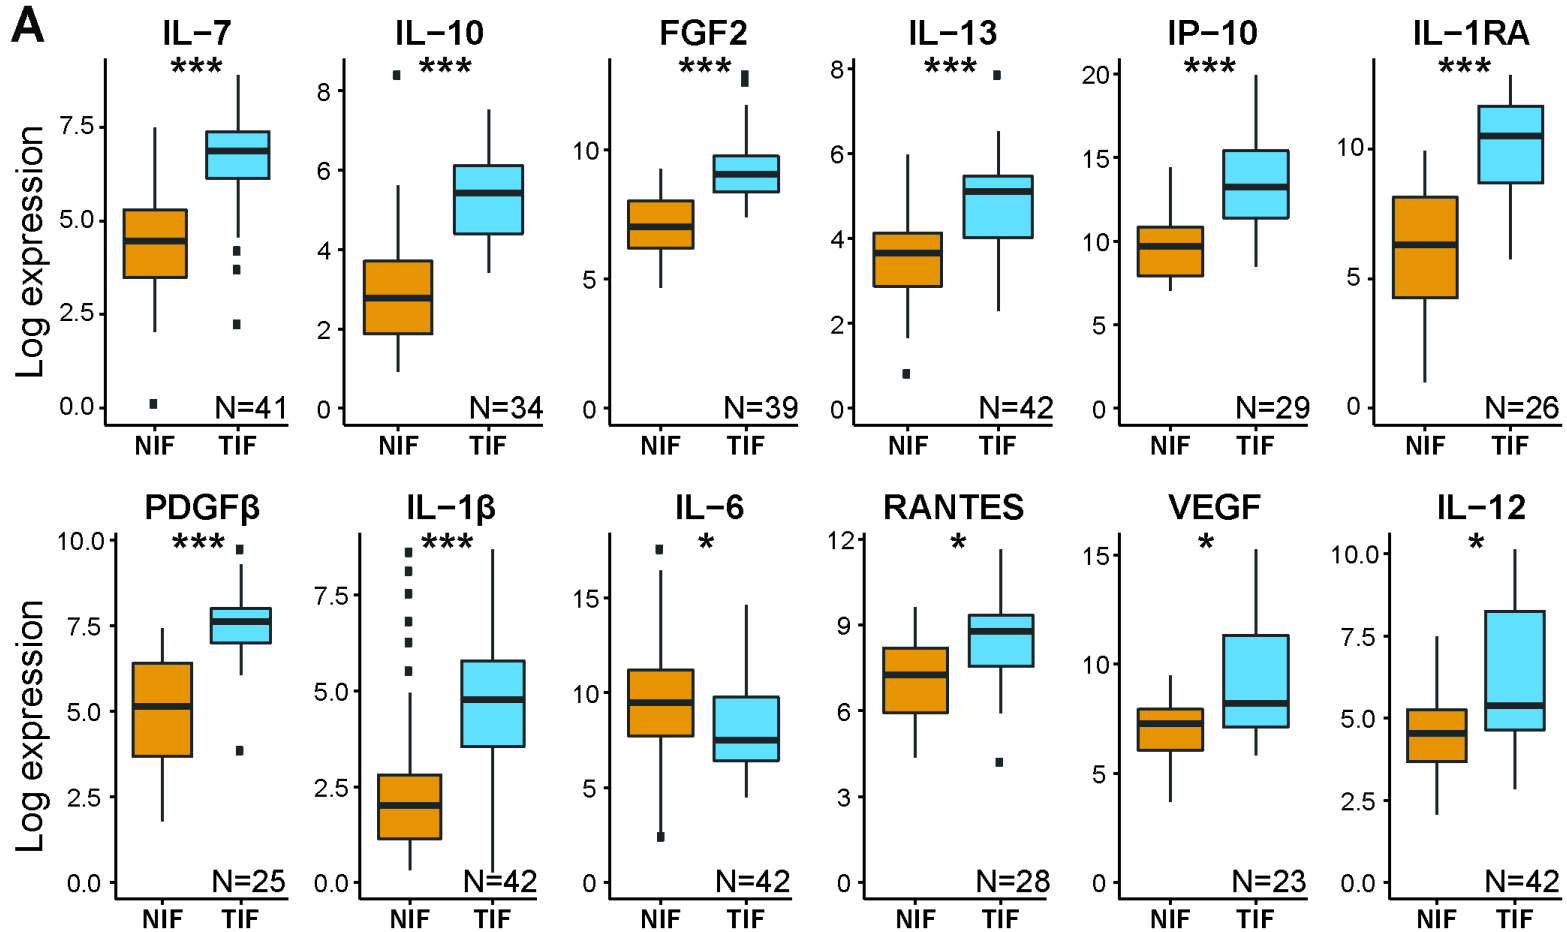 A
IL−7 IL−10 FGF2 IL−13 IP−10 IL−1RA
*** *** *** *** *** ***
Log expression
7.5 5.0 2.5 0.0
8 6 4 2 0
10 5 0
8 6 4 2 0
20 15 10 5 0
10 5 0
N=41 N=34 N=39 N=42 N=29 N=26
NIF TIF NIF TIF NIF TIF NIF TIF NIF TIF NIF TIF
PDGFβ IL−1β IL−6 RANTES VEGF IL−12
*** *** * * * *
Log expression
10.0 7.5 5.0 2.5 0.0
7.5 5.0 2.5 0.0
15 10 5 0
12 9 6 3 0
15 10 5 0
10.0 7.5 5.0 2.5 0.0
N=25 N=42 N=42 N=28 N=23 N=42
NIF TIF NIF TIF NIF TIF NIF TIF NIF TIF NIF TIF